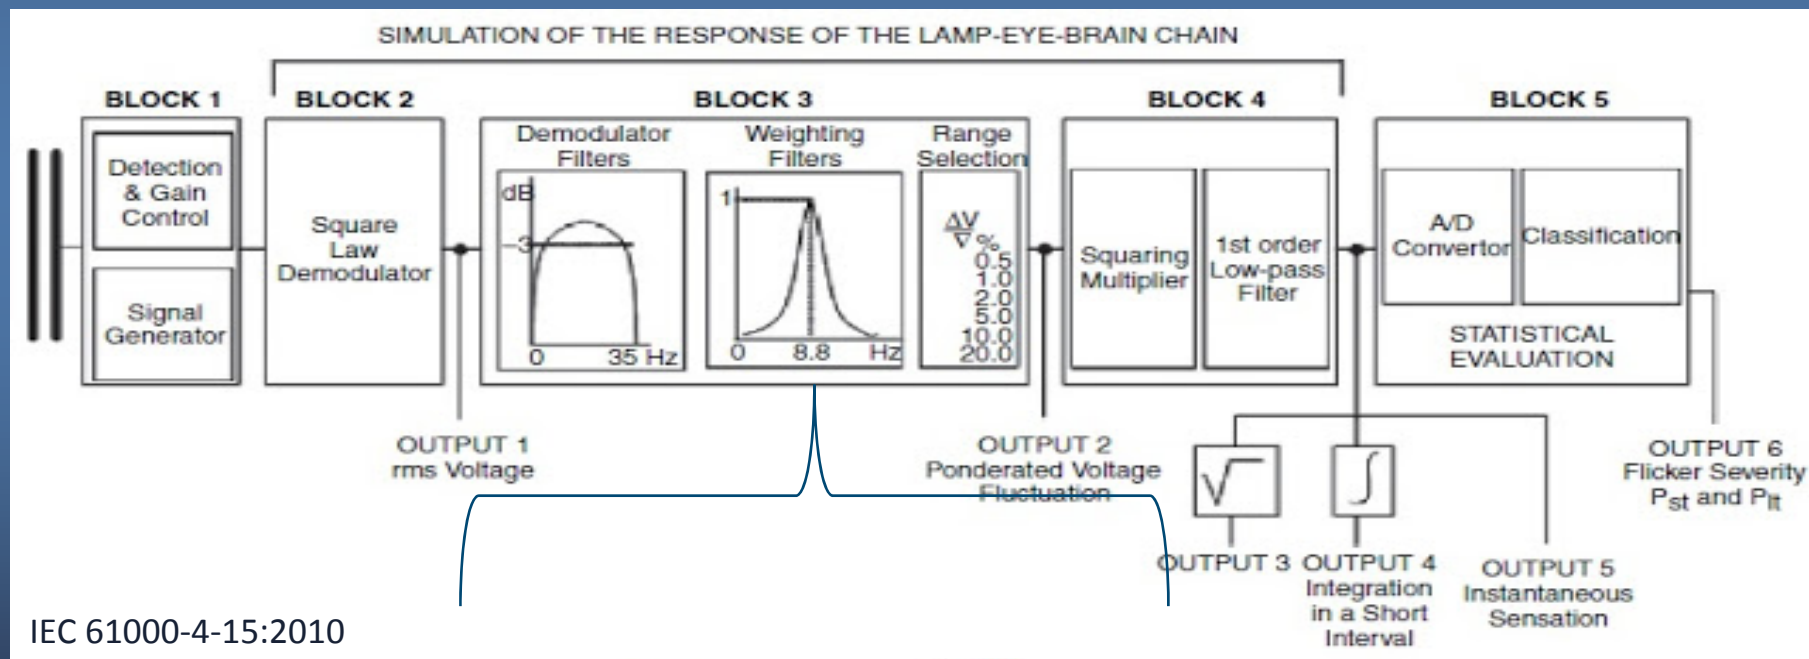 SIMULATION OF THE RESPONSE OF THE LAMP-EYE-BRAIN CHAIN
BLOCK 1
Detection
& Gain
Control
Signal
Generator
BLOCK 2
Square
Law
Demodulator
OUTPUT 1
rms Voltage
BLOCK 3
Demodulator
Filters
dB
–3
0
35 Hz
Weighting
Filters
1
0
8.8
Hz
Range
Selection
ΔV
∇ %
0.5
1.0
2.0
5.0
10.0
20.0
OUTPUT 2
Ponderated Voltage
Fluctuation
BLOCK 4
Squaring
Multiplier
1st order
Low-pass
Filter
√
∫
OUTPUT 3
OUTPUT 4
Integration
in a Short
Interval
OUTPUT 5
Instantaneous
Sensation
BLOCK 5
A/D
Convertor
Classification
STATISTICAL
EVALUATION
OUTPUT 6
Flicker Severity
Pst and Plt
IEC 61000-4-15:2010